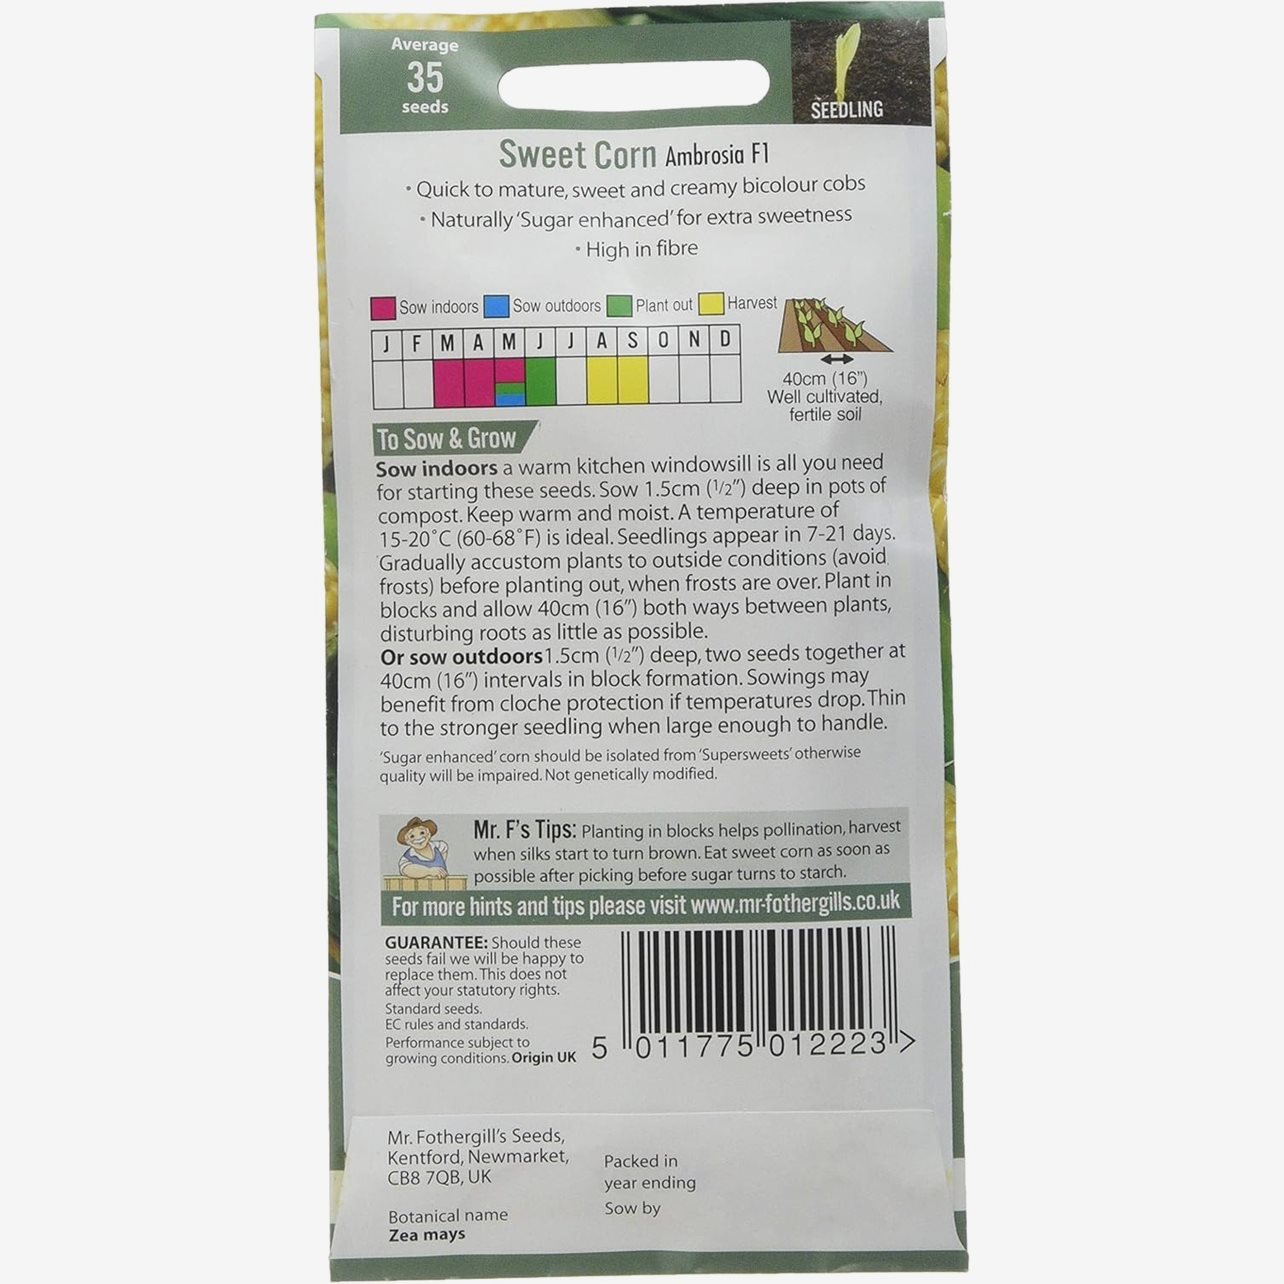 Average
35
seeds
SEEDLING
Sweet Corn Ambrosia F1
• Quick to mature, sweet and creamy bicolour cobs
• Naturally 'Sugar enhanced' for extra sweetness
• High in fibre
Sow indoors Sow outdoors Plant out Harvest
J F M A M J J A S O N D
40cm (16”)
Well cultivated,
fertile soil
To Sow & Grow
Sow indoors a warm kitchen windowsill is all you need
for starting these seeds. Sow 1.5cm (1/2”) deep in pots of
compost. Keep warm and moist. A temperature of
15-20˚C (60-68˚F) is ideal. Seedlings appear in 7-21 days.
Gradually accustom plants to outside conditions (avoid
frosts) before planting out, when frosts are over. Plant in
blocks and allow 40cm (16”) both ways between plants,
disturbing roots as little as possible.
Or sow outdoors 1.5cm (1/2”) deep, two seeds together at
40cm (16”) intervals in block formation. Sowings may
benefit from cloche protection if temperatures drop. Thin
to the stronger seedling when large enough to handle.
'Sugar enhanced' corn should be isolated from 'Supersweets' otherwise
quality will be impaired. Not genetically modified.
Mr. F's Tips: Planting in blocks helps pollination, harvest
when silks start to turn brown. Eat sweet corn as soon as
possible after picking before sugar turns to starch.
For more hints and tips please visit www.mr-fothergills.co.uk
GUARANTEE: Should these
seeds fail we will be happy to
replace them. This does not
affect your statutory rights.
Standard seeds.
EC rules and standards.
Performance subject to
growing conditions. Origin UK
5 011775 012223 >
Mr. Fothergill's Seeds,
Kentford, Newmarket,
CB8 7QB, UK
Botanical name
Zea mays
Packed in
year ending
Sow by